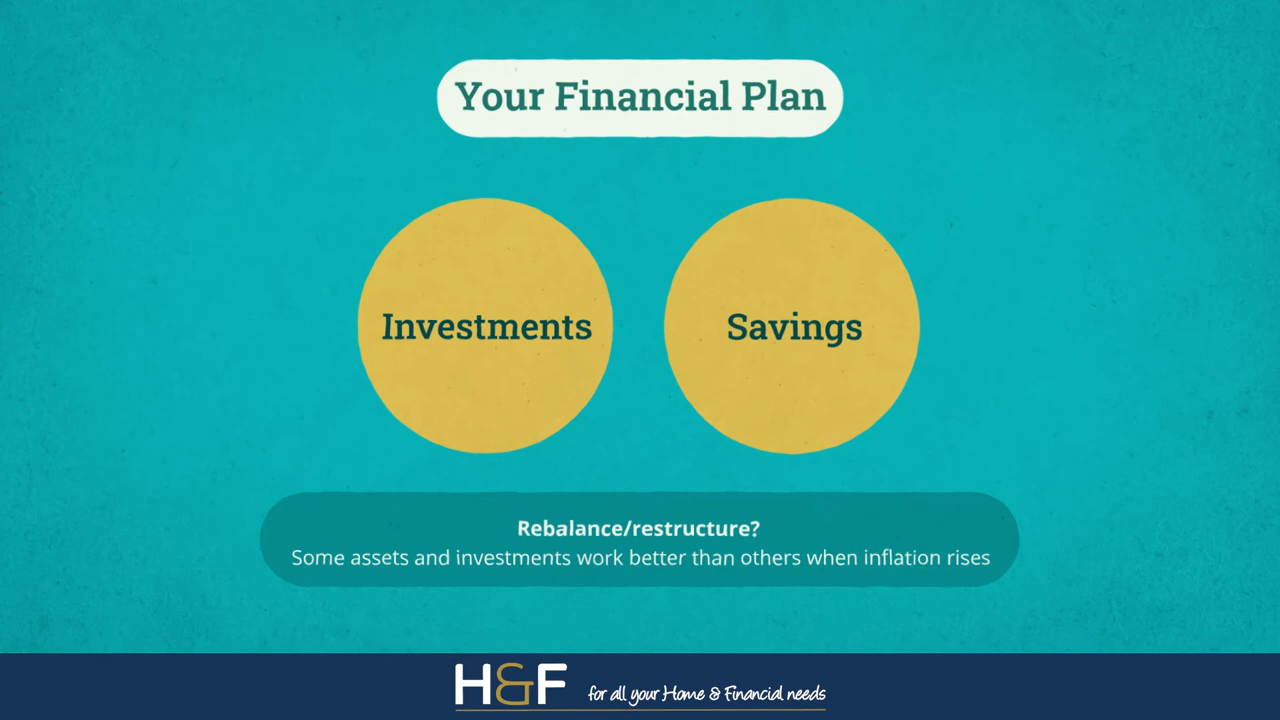 Your Financial Plan
Investments
Savings
Rebalance/restructure?
Some assets and investments work better than others when inflation rises
H&F
for all your Home & Financial needs